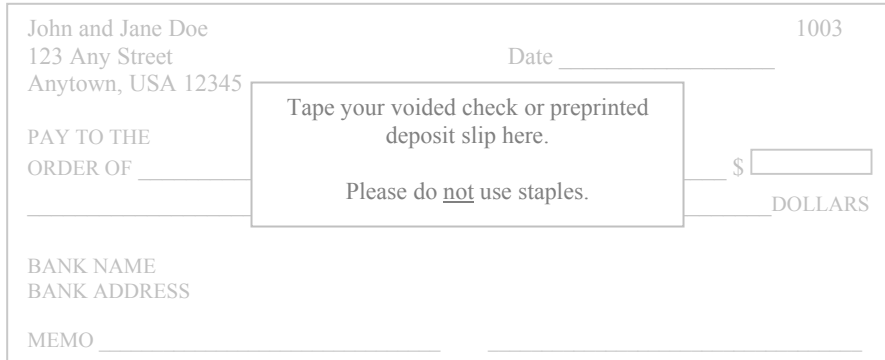 John and Jane Doe 1003
123 Any Street Date
Anytown, USA 12345
Tape your voided check or preprinted
deposit slip here.
Please do not use staples.
PAY TO THE
ORDER OF $
DOLLARS
BANK NAME
BANK ADDRESS
MEMO